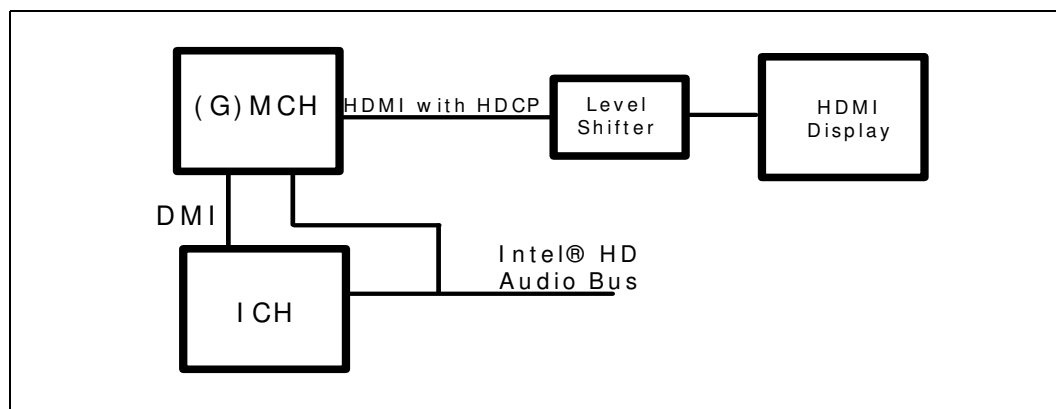 (G)MCH
HDMI with HDCP
Level
Shifter
HDMI
Display
DMI
Intel® HD
Audio Bus
ICH